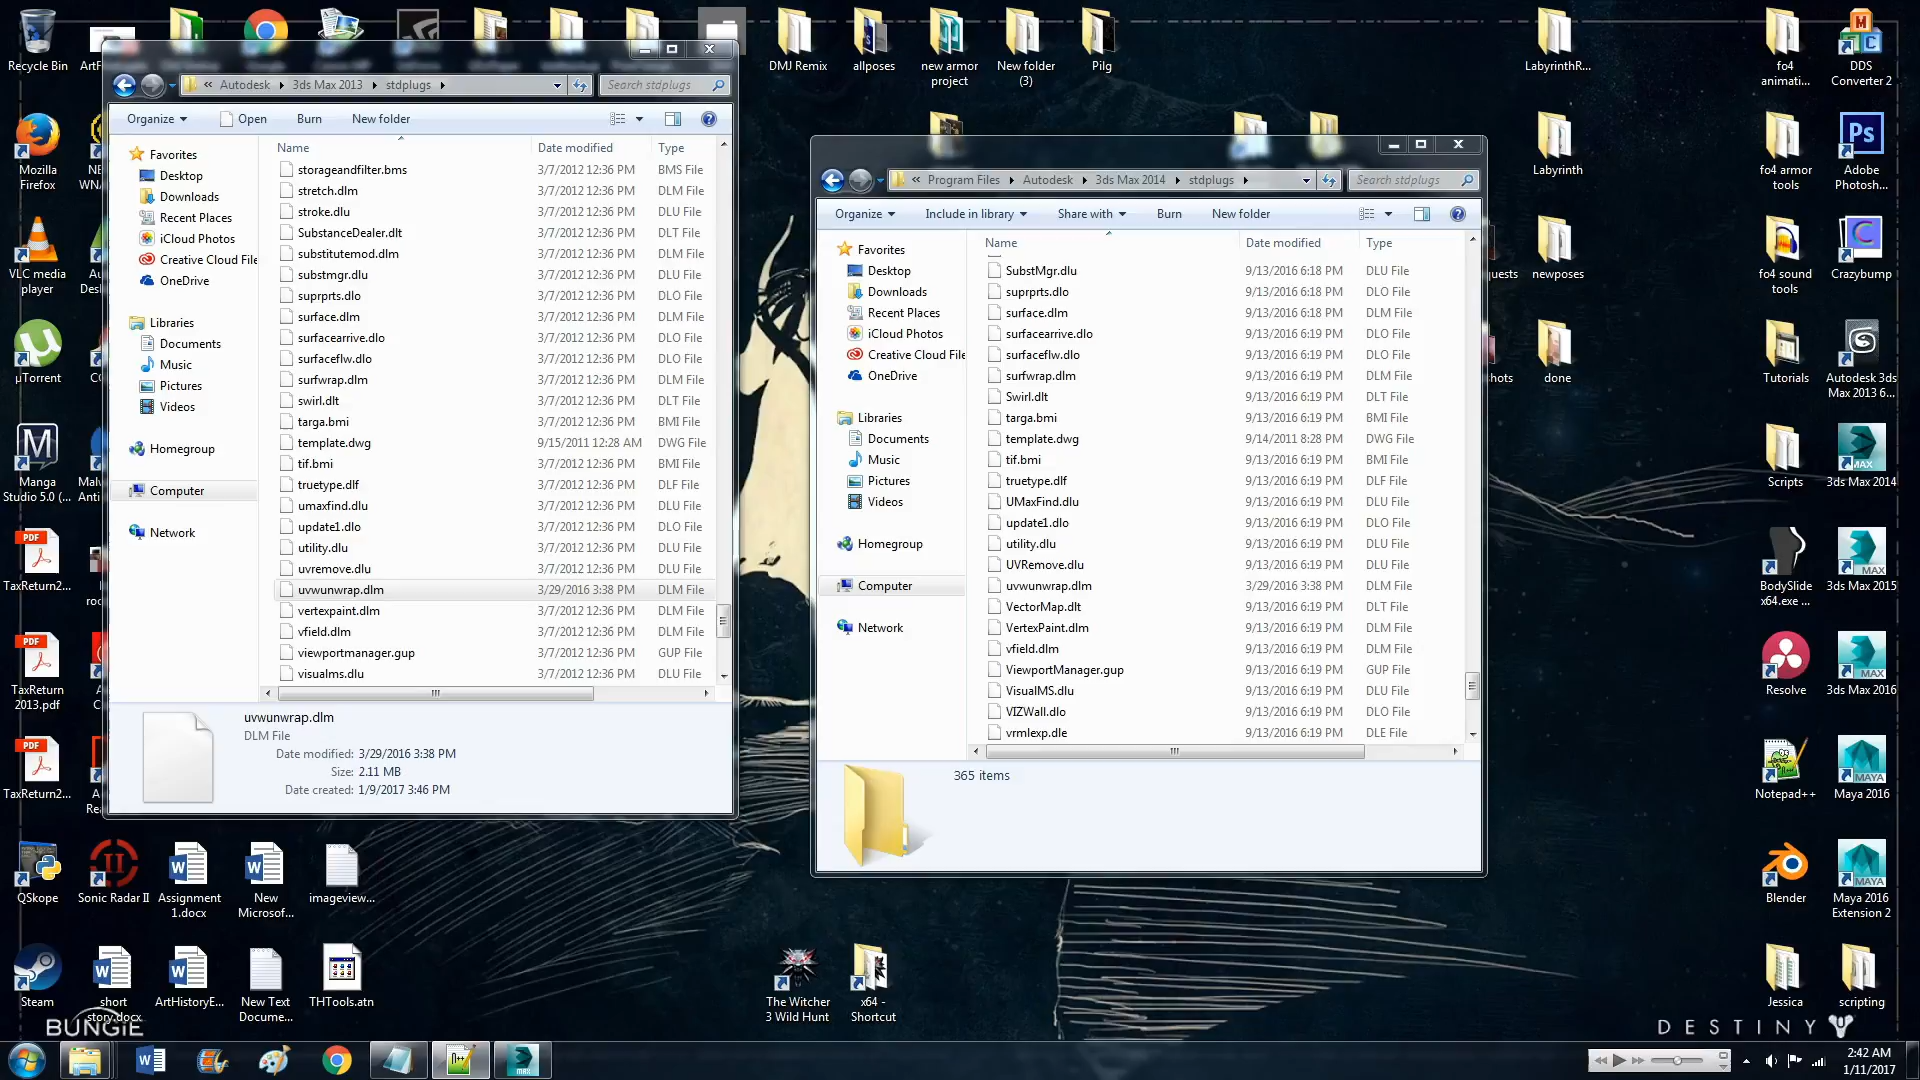 Recycle Bin
DMJ Remix
allposes
new armor
project
New folder
(3)
Pilg
LabyrinthR...
fo4
animati...
DDS
Converter 2
« Autodesk 3ds Max 2013 stdplugs
Search stdplugs
Organize Open Burn New folder
Name Date modified Type
Favorites
Desktop
Downloads
Recent Places
iCloud Photos
Creative Cloud File
OneDrive
Libraries
Documents
Music
Pictures
Videos
Homegroup
Computer
Network
storageandfilter.bms 3/7/2012 12:36 PM BMS File
stretch.dlm 3/7/2012 12:36 PM DLM File
stroke.dlu 3/7/2012 12:36 PM DLU File
SubstanceDealer.dlt 3/7/2012 12:36 PM DLT File
substitutemod.dlm 3/7/2012 12:36 PM DLM File
substmgr.dlu 3/7/2012 12:36 PM DLU File
suprprts.dlo 3/7/2012 12:36 PM DLO File
surface.dlm 3/7/2012 12:36 PM DLM File
surfacearrive.dlo 3/7/2012 12:36 PM DLO File
surfaceflw.dlo 3/7/2012 12:36 PM DLO File
surfwrap.dlm 3/7/2012 12:36 PM DLM File
swirl.dlt 3/7/2012 12:36 PM DLT File
targa.bmi 3/7/2012 12:36 PM BMI File
template.dwg 9/15/2011 12:28 AM DWG File
tif.bmi 3/7/2012 12:36 PM BMI File
truetype.dlf 3/7/2012 12:36 PM DLF File
umaxfind.dlu 3/7/2012 12:36 PM DLU File
update1.dlo 3/7/2012 12:36 PM DLO File
utility.dlu 3/7/2012 12:36 PM DLU File
uvremove.dlu 3/7/2012 12:36 PM DLU File
uvwunwrap.dlm 3/29/2016 3:38 PM DLM File
vertexpaint.dlm 3/7/2012 12:36 PM DLM File
vfield.dlm 3/7/2012 12:36 PM DLM File
viewportmanager.gup 3/7/2012 12:36 PM GUP File
visualms.dlu 3/7/2012 12:36 PM DLU File
uvwunwrap.dlm
DLM File
Date modified: 3/29/2016 3:38 PM
Size: 2.11 MB
Date created: 1/9/2017 3:46 PM
« Program Files Autodesk 3ds Max 2014 stdplugs
Search stdplugs
Organize Include in library Share with Burn New folder
Name Date modified Type
Favorites
Desktop
Downloads
Recent Places
iCloud Photos
Creative Cloud File
OneDrive
Libraries
Documents
Music
Pictures
Videos
Homegroup
Computer
Network
SubstMgr.dlu 9/13/2016 6:18 PM DLU File
suprprts.dlo 9/13/2016 6:18 PM DLO File
surface.dlm 9/13/2016 6:18 PM DLM File
surfacearrive.dlo 9/13/2016 6:19 PM DLO File
surfaceflw.dlo 9/13/2016 6:19 PM DLO File
surfwrap.dlm 9/13/2016 6:19 PM DLM File
Swirl.dlt 9/13/2016 6:19 PM DLT File
targa.bmi 9/13/2016 6:19 PM BMI File
template.dwg 9/14/2011 8:28 PM DWG File
tif.bmi 9/13/2016 6:19 PM BMI File
truetype.dlf 9/13/2016 6:19 PM DLF File
UMaxFind.dlu 9/13/2016 6:19 PM DLU File
update1.dlo 9/13/2016 6:19 PM DLO File
utility.dlu 9/13/2016 6:19 PM DLU File
UVRemove.dlu 9/13/2016 6:19 PM DLU File
uvwunwrap.dlm 3/29/2016 3:38 PM DLM File
VectorMap.dlt 9/13/2016 6:19 PM DLT File
VertexPaint.dlm 9/13/2016 6:19 PM DLM File
vfield.dlm 9/13/2016 6:19 PM DLM File
ViewportManager.gup 9/13/2016 6:19 PM GUP File
VisualMS.dlu 9/13/2016 6:19 PM DLU File
VIZWall.dlo 9/13/2016 6:19 PM DLO File
vrmlexp.dle 9/13/2016 6:19 PM DLE File
365 items
Mozilla
Firefox
VLC media
player
µTorrent
Manga
Studio 5.0 (...
PDF
TaxReturn2...
PDF
TaxReturn
2013.pdf
PDF
TaxReturn2...
QSkope
Sonic Radar II
Assignment
1.docx
New
Microsof...
imageview...
Steam
short
story.docx
ArtHistoryE...
New Text
Docume...
THTools.atn
The Witcher
3 Wild Hunt
x64 -
Shortcut
Labyrinth
fo4 armor
tools
Adobe
Photosh...
newposes
fo4 sound
tools
Crazybump
done
Tutorials
Autodesk 3ds
Max 2013 6...
Scripts
3ds Max 2014
BodySlide
x64.exe ...
3ds Max 2015
Resolve
3ds Max 2016
Notepad++
Maya 2016
Blender
Maya 2016
Extension 2
Jessica
scripting
BUNGiE
DESTINY
2:42 AM
1/11/2017